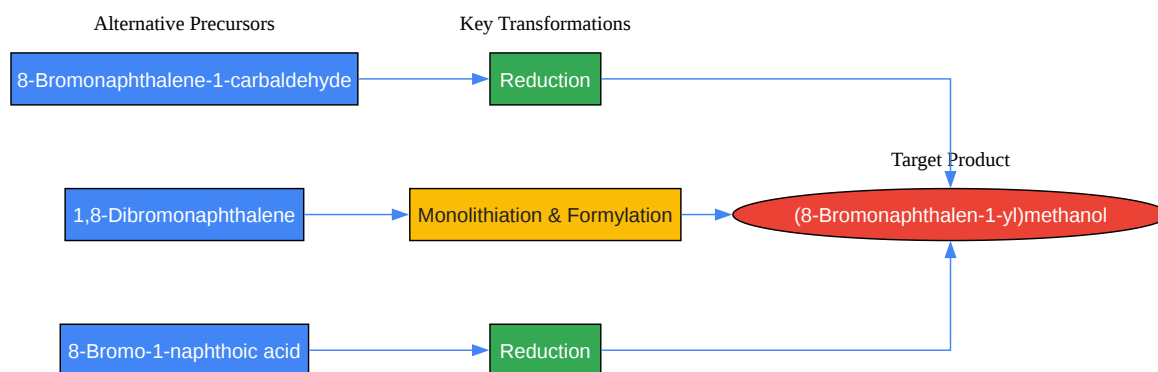 Alternative Precursors
Key Transformations
8-Bromonaphthalene-1-carbaldehyde
Reduction
Target Product
1,8-Dibromonaphthalene
Monolithiation & Formylation
(8-Bromonaphthalen-1-yl)methanol
8-Bromo-1-naphthoic acid
Reduction